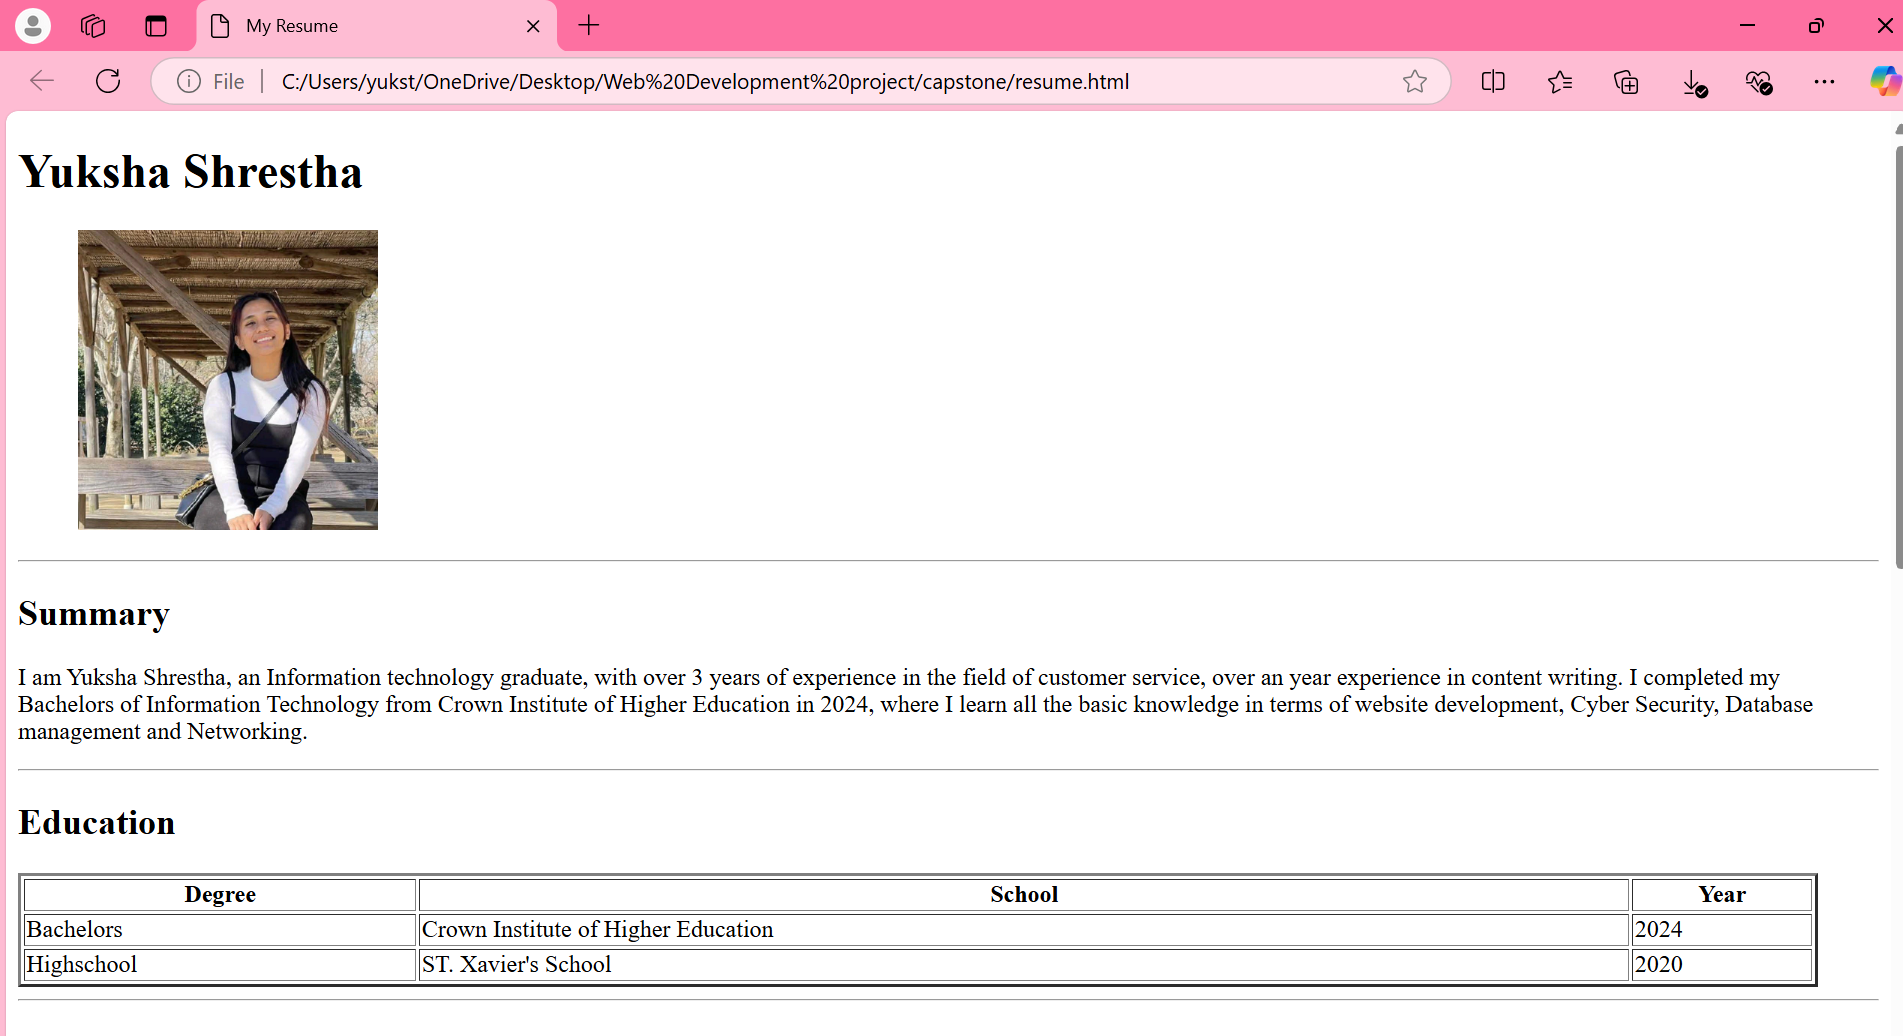 My Resume
File
C:/Users/yukst/OneDrive/Desktop/Web%20Development%20project/capstone/resume.html
Yuksha Shrestha
Summary
I am Yuksha Shrestha, an Information technology graduate, with over 3 years of experience in the field of customer service, over an year experience in content writing. I completed my
Bachelors of Information Technology from Crown Institute of Higher Education in 2024, where I learn all the basic knowledge in terms of website development, Cyber Security, Database
management and Networking.
Education
Degree School Year
Bachelors Crown Institute of Higher Education 2024
Highschool ST. Xavier's School 2020